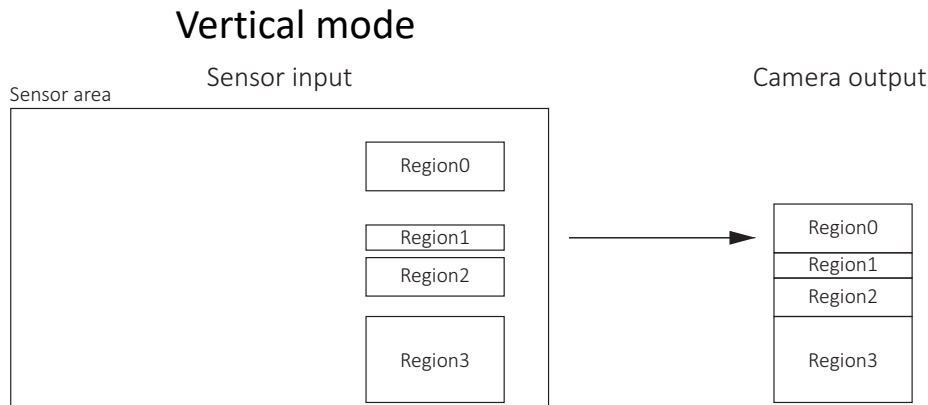 Vertical mode
Sensor input
Camera output
Sensor area
Region0
Region1
Region2
Region3
Region0
Region1
Region2
Region3